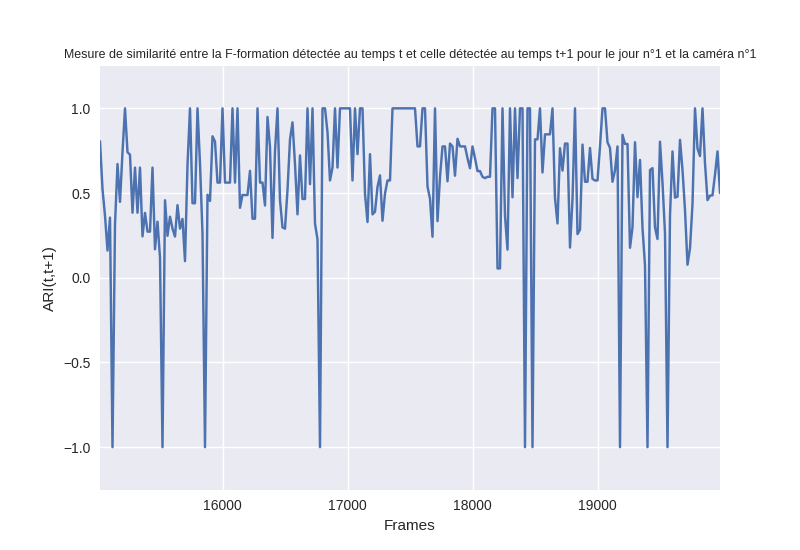 Mesure de similarité entre la F-formation détectée au temps t et celle détectée au temps t+1 pour le jour n°1 et la caméra n°1
1.0
0.5
0.0
−0.5
−1.0
ARI(t,t+1)
16000 17000 18000 19000
Frames